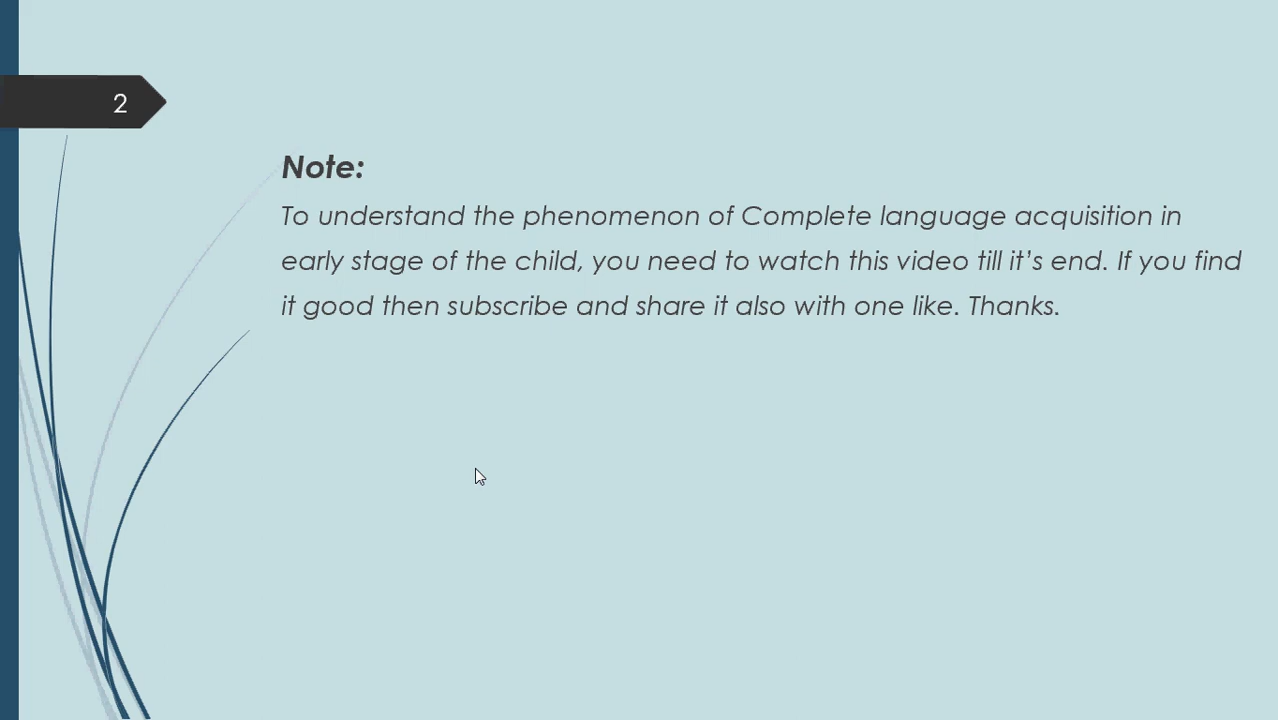 2
Note:
To understand the phenomenon of Complete language acquisition in
early stage of the child, you need to watch this video till it’s end. If you find
it good then subscribe and share it also with one like. Thanks.